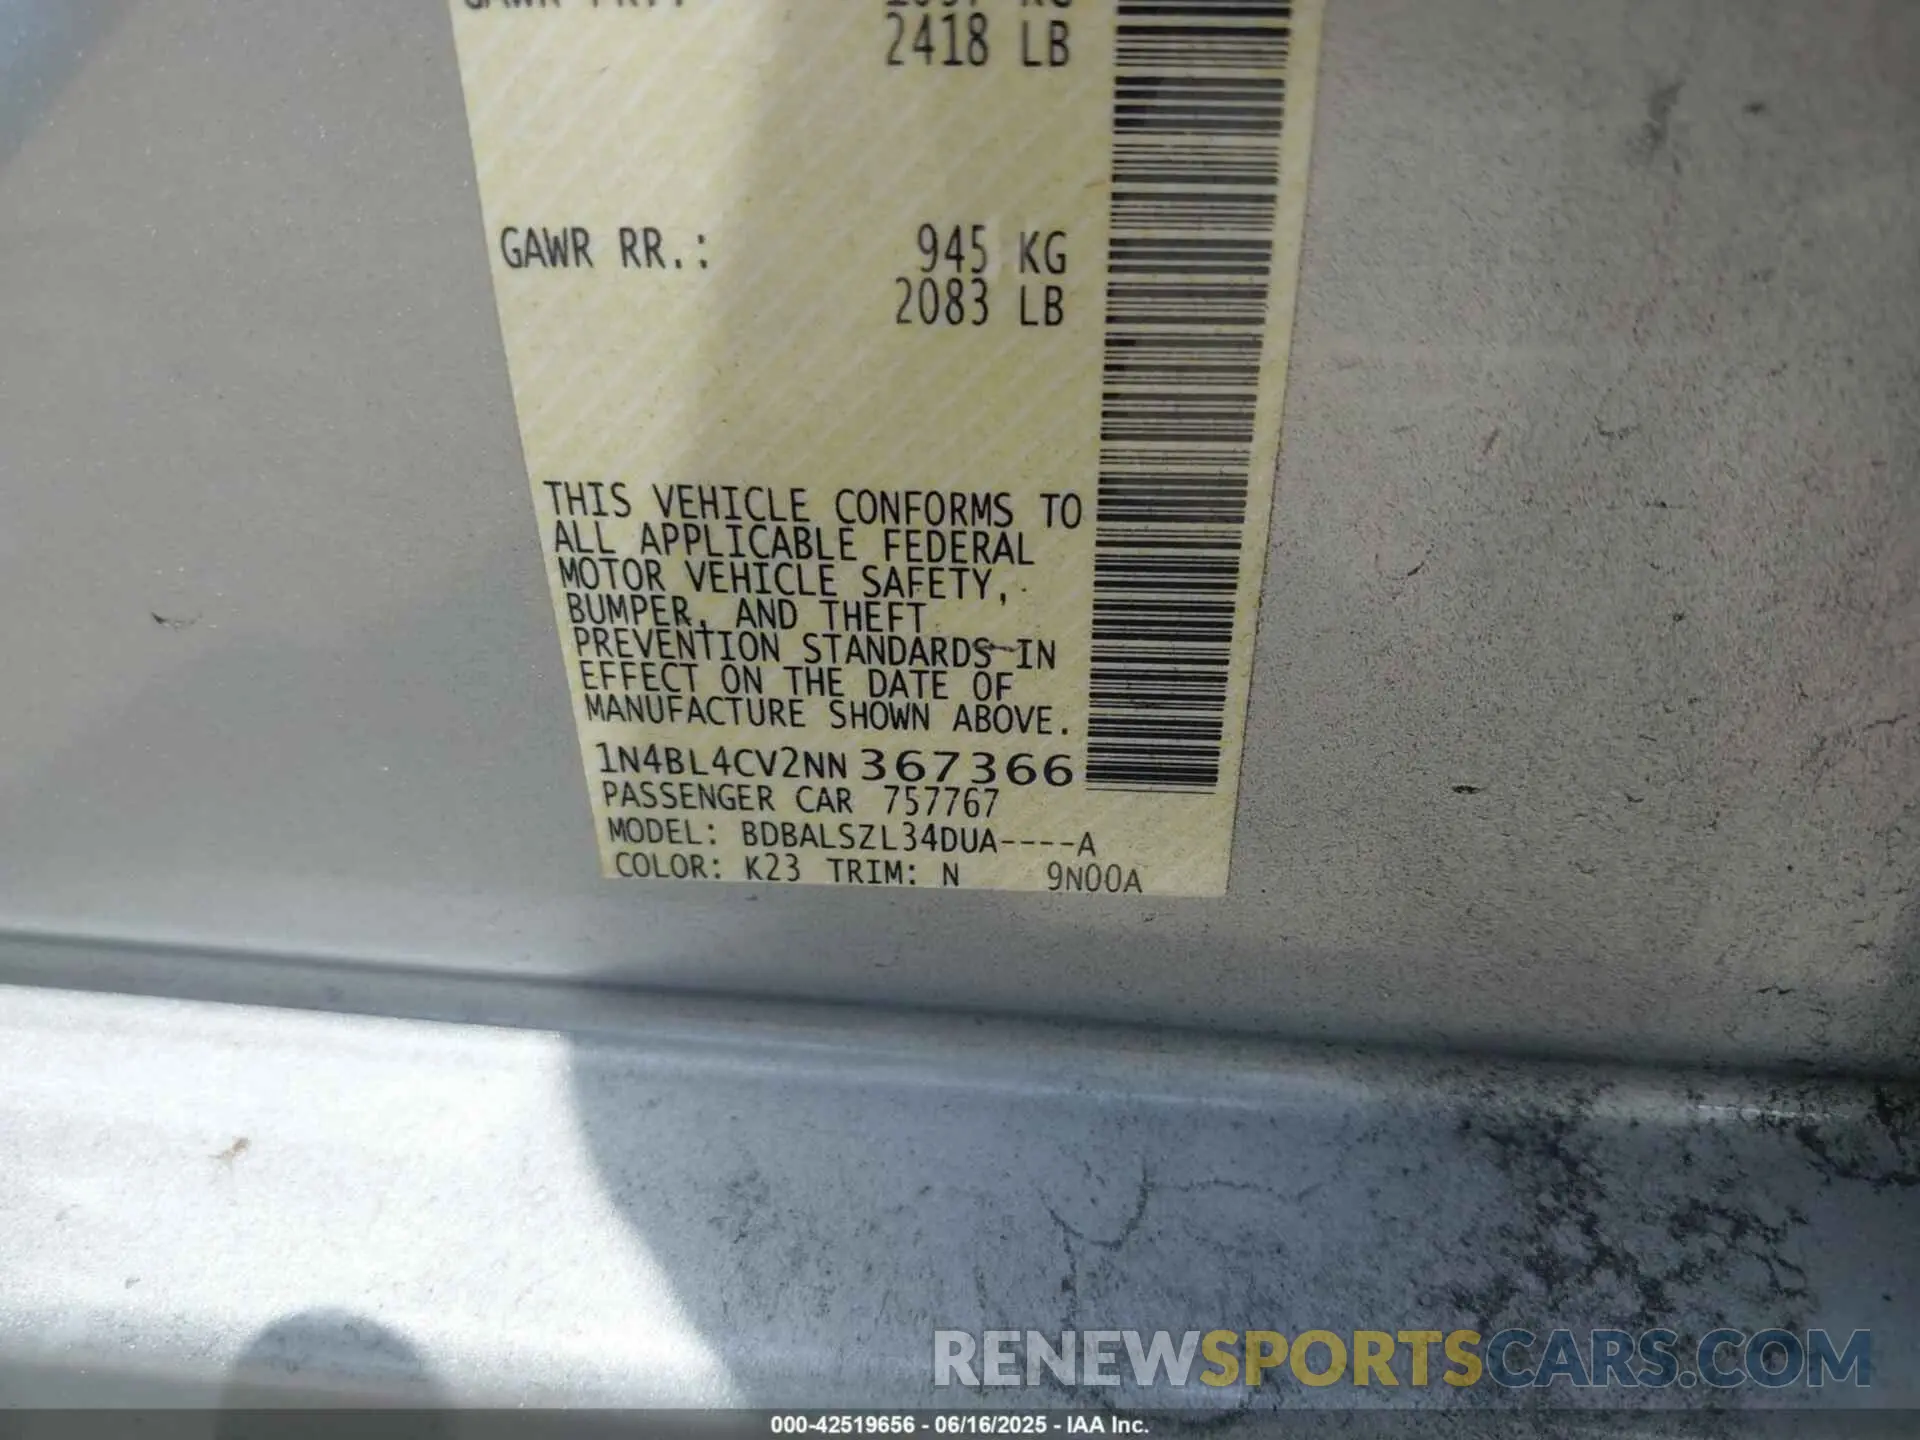 2418 LB
GAWR RR.: 945 KG
2083 LB
THIS VEHICLE CONFORMS TO
ALL APPLICABLE FEDERAL
MOTOR VEHICLE SAFETY,
BUMPER, AND THEFT
PREVENTION STANDARDS IN
EFFECT ON THE DATE OF
MANUFACTURE SHOWN ABOVE.
1N4BL4CV2NN367366
PASSENGER CAR 757767
MODEL: BDBALSZL34DUA----A
COLOR: K23 TRIM: N 9N00A
RENEWSPORTSCARS.COM
000-42519656 - 06/16/2025 - IAA Inc.